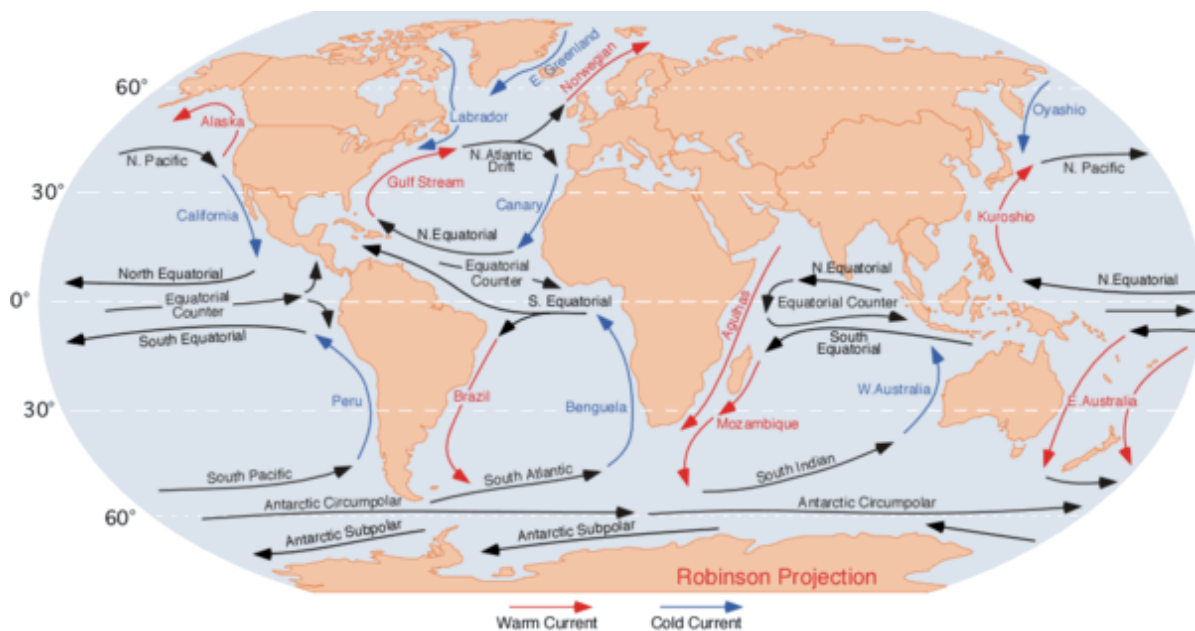 E. Greenland
Norwegian
60°
Alaska
Labrador
Oyashio
N. Pacific
N. Atlantic
Drift
N. Pacific
Gulf Stream
30°
California
Canary
Kuroshio
N.Equatorial
North Equatorial
Equatorial
Counter
N.Equatorial
N.Equatorial
0°
Equatorial
Counter
S. Equatorial
Agulhas
Equatorial Counter
South Equatorial
South
Equatorial
Peru
Brazil
Benguela
W.Australia
E.Australia
30°
Mozambique
South Pacific
South Atlantic
South Indian
Antarctic Circumpolar
Antarctic Circumpolar
60°
Antarctic Subpolar
Antarctic Subpolar
Robinson Projection
Warm Current
Cold Current